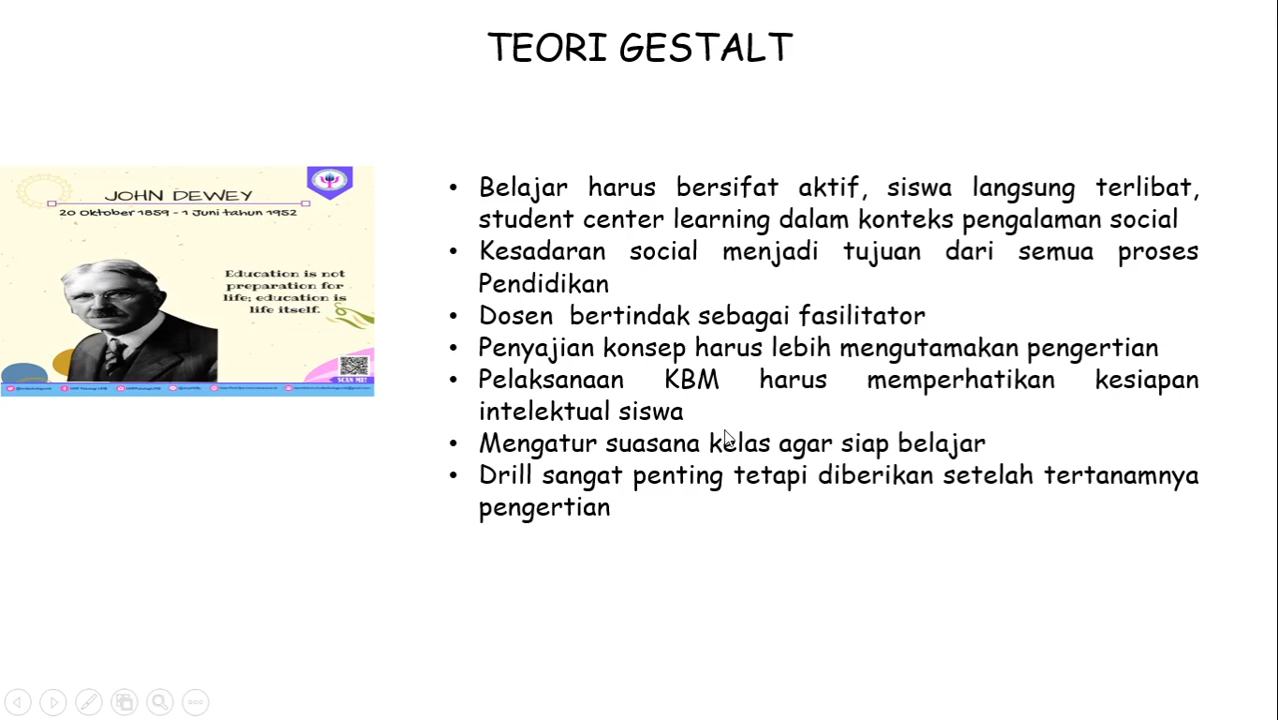 TEORI GESTALT
JOHN DEWEY
20 Oktober 1859 - 1 Juni tahun 1952
Education is not
preparation for
life; education is
life itself.
SCAN ME!
• Belajar harus bersifat aktif, siswa langsung terlibat,
student center learning dalam konteks pengalaman social
• Kesadaran social menjadi tujuan dari semua proses
Pendidikan
• Dosen bertindak sebagai fasilitator
• Penyajian konsep harus lebih mengutamakan pengertian
• Pelaksanaan KBM harus memperhatikan kesiapan
intelektual siswa
• Mengatur suasana kelas agar siap belajar
• Drill sangat penting tetapi diberikan setelah tertanamnya
pengertian